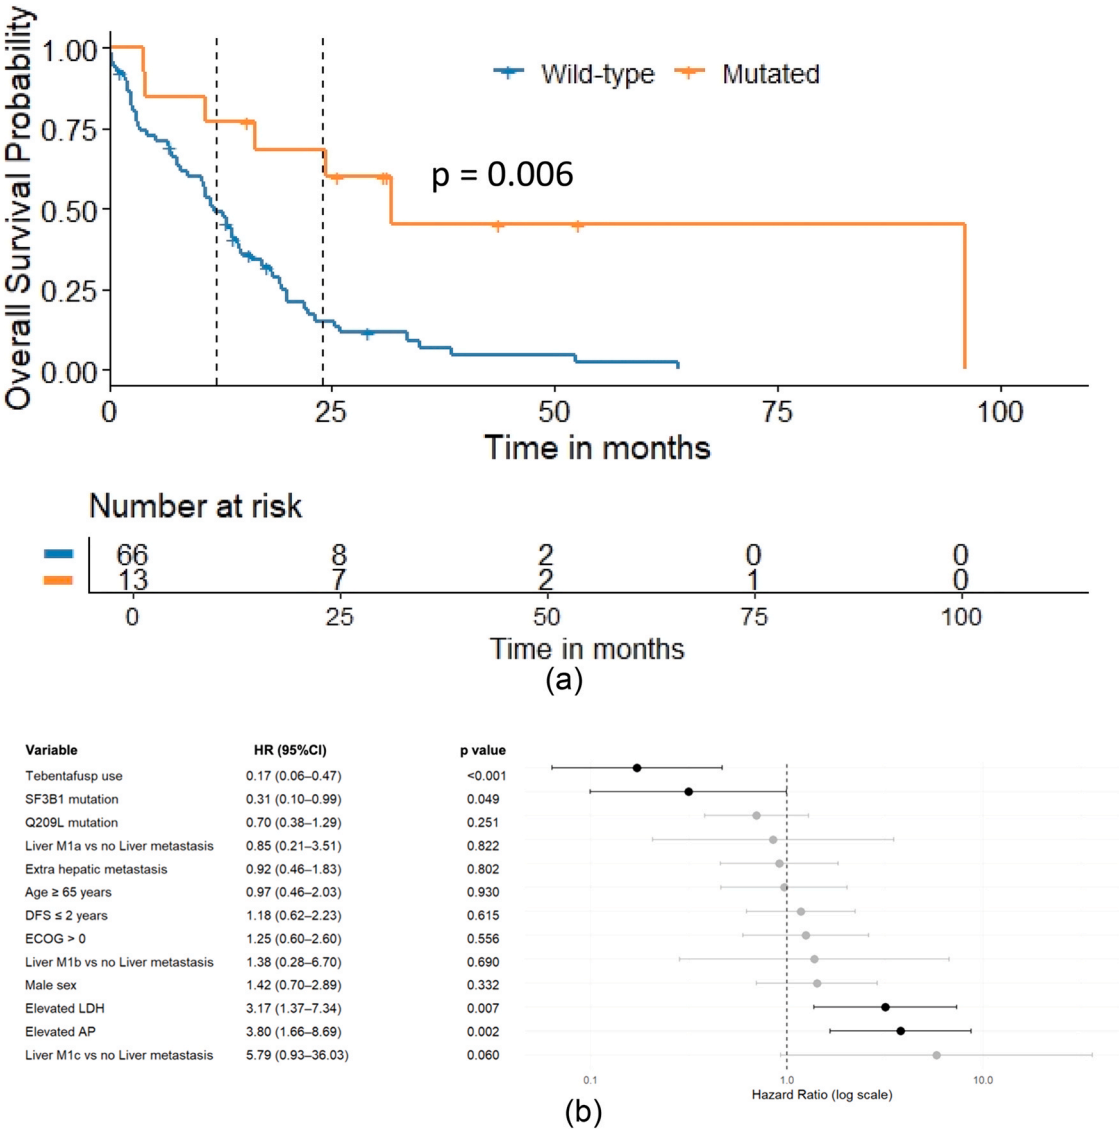 Overall Survival Probability
1.00
0.75
0.50
0.25
0.00
Wild-type Mutated
p = 0.006
0 25 50 75 100
Time in months
Number at risk
66 8 2 0 0
13 7 2 1 0
0 25 50 75 100
Time in months
(a)
Variable HR (95%CI) p value
Tebentafusp use 0.17 (0.06–0.47) <0.001
SF3B1 mutation 0.31 (0.10–0.99) 0.049
Q209L mutation 0.70 (0.38–1.29) 0.251
Liver M1a vs no Liver metastasis 0.85 (0.21–3.51) 0.822
Extra hepatic metastasis 0.92 (0.46–1.83) 0.802
Age ≥ 65 years 0.97 (0.46–2.03) 0.930
DFS ≤ 2 years 1.18 (0.62–2.23) 0.615
ECOG > 0 1.25 (0.60–2.60) 0.556
Liver M1b vs no Liver metastasis 1.38 (0.28–6.70) 0.690
Male sex 1.42 (0.70–2.89) 0.332
Elevated LDH 3.17 (1.37–7.34) 0.007
Elevated AP 3.80 (1.66–8.69) 0.002
Liver M1c vs no Liver metastasis 5.79 (0.93–36.03) 0.060
0.1 1.0 10.0
Hazard Ratio (log scale)
(b)